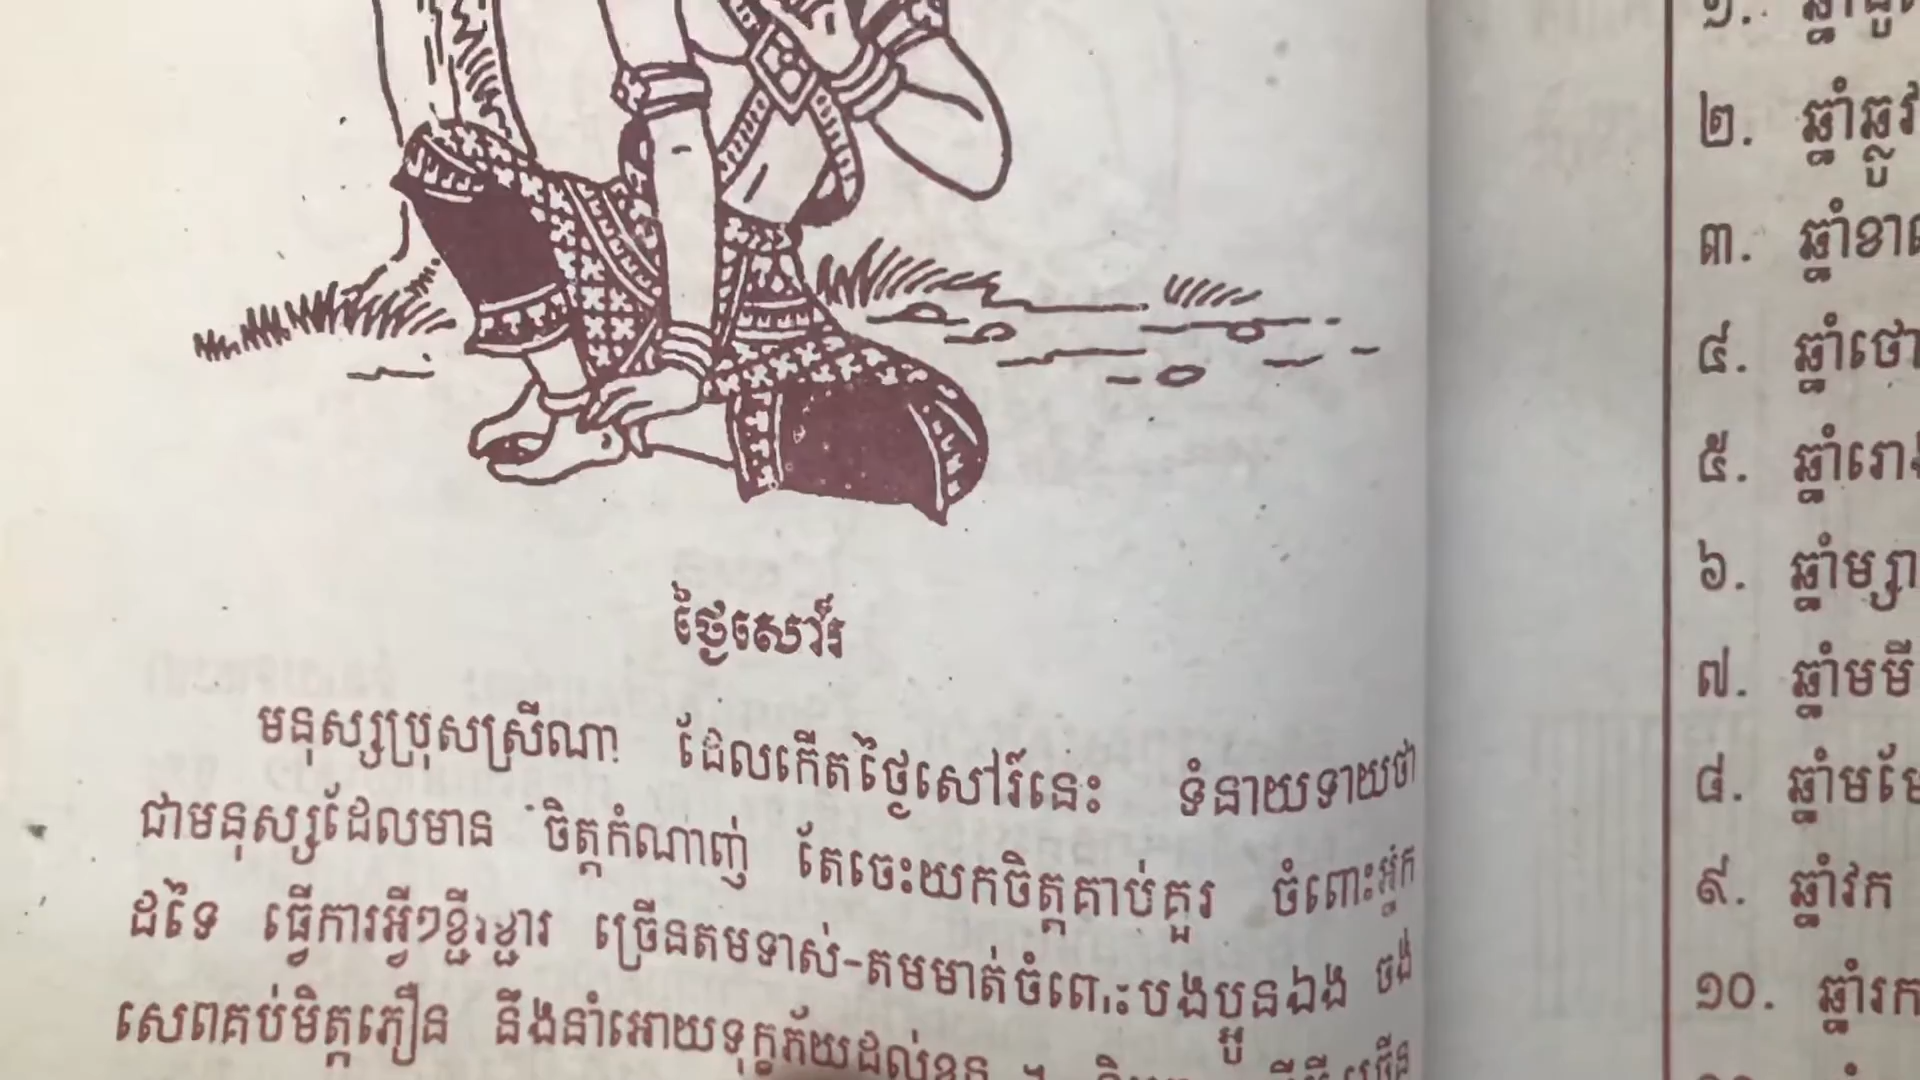 ថ្ងៃសៅរ៍
មនុស្សប្រុសស្រីណា ដែលកើតថ្ងៃសៅរ៍នេះ ទំនាយទាយថា
ជាមនុស្សដែលមាន ចិត្តកំណាញ់ តែចេះយកចិត្តគាប់គួរ ចំពោះអ្នក
ដទៃ ធ្វើការអ្វីៗខ្ជីខ្ជារ ច្រើនតមទាស់-តមមាត់ចំពោះបងប្អូនឯង ចង់
សេពគប់មិត្តភឿន នឹងនាំអោយទុក្ខភ័យដល់ខ្លួន ។
២. ឆ្នាំឆ្លូវ
៣. ឆ្នាំខាល
៤. ឆ្នាំថោ
៥. ឆ្នាំរោង
៦. ឆ្នាំម្សា
៧. ឆ្នាំមមី
៨. ឆ្នាំមមែ
៩. ឆ្នាំវក
១០. ឆ្នាំរកា